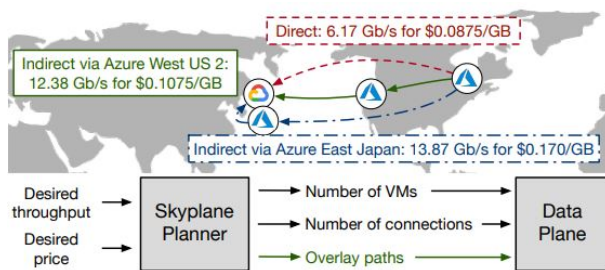 Direct: 6.17 Gb/s for $0.0875/GB
Indirect via Azure West US 2:
12.38 Gb/s for $0.1075/GB
Indirect via Azure East Japan: 13.87 Gb/s for $0.170/GB
Desired
throughput
Desired
price
Skyplane
Planner
Number of VMs
Number of connections
Overlay paths
Data
Plane